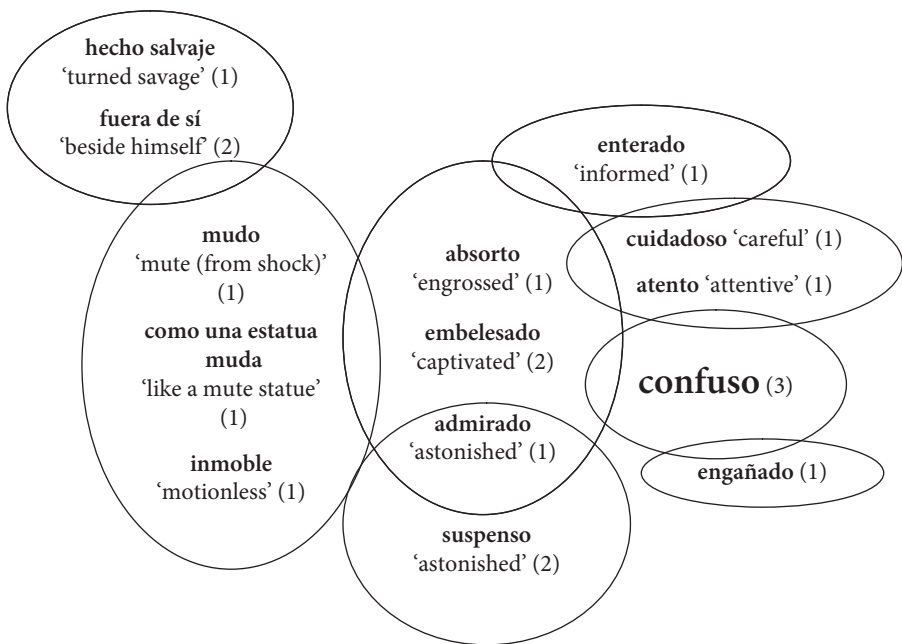 hecho salvaje
‘turned savage’ (1)
fuera de sí
‘beside himself’ (2)
mudo
‘mute (from shock)’
(1)
como una estatua
muda
‘like a mute statue’
(1)
inmoble
‘motionless’ (1)
absorto
‘engrossed’ (1)
embelesado
‘captivated’ (2)
admirado
‘astonished’ (1)
suspenso
‘astonished’ (2)
enterado
‘informed’ (1)
cuidadoso ‘careful’ (1)
atento ‘attentive’ (1)
confuso (3)
engañado (1)